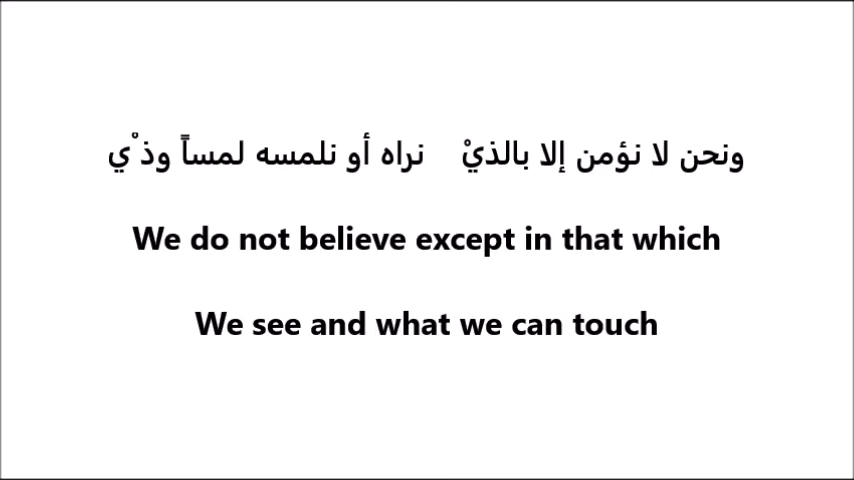 ونحن لا نؤمن إلا بالذيْ نراه أو نلمسه لمساً وذْي
We do not believe except in that which
We see and what we can touch